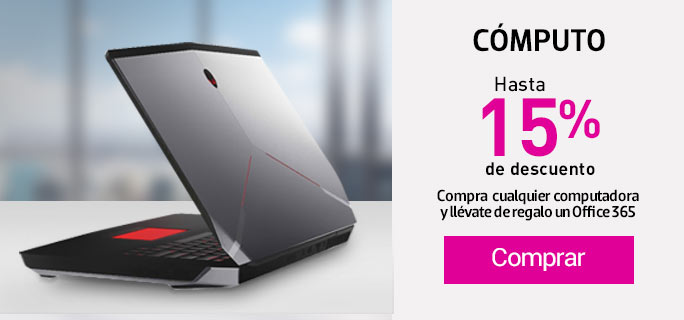 CÓMPUTO
Hasta
15%
de descuento
Compra cualquier computadora
y llévate de regalo un Office 365
Comprar